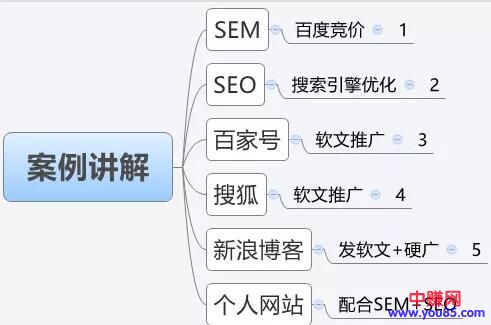 案例讲解
SEM 百度竞价 1
SEO 搜索引擎优化 2
百家号 软文推广 3
搜狐 软文推广 4
新浪博客 发软文+硬广 5
个人网站 配合SEM+SEO
中赚网
www.you85.com